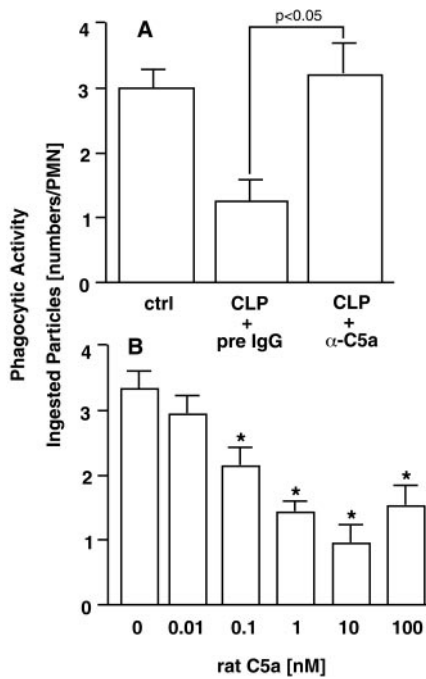 Phagocytic Activity
Ingested Particles [numbers/PMN]
A
p<0.05
4
3
2
1
0
ctrl
CLP
+
pre IgG
CLP
+
α-C5a
B
4
3
2
1
0
*
*
*
*
0 0.01 0.1 1 10 100
rat C5a [nM]